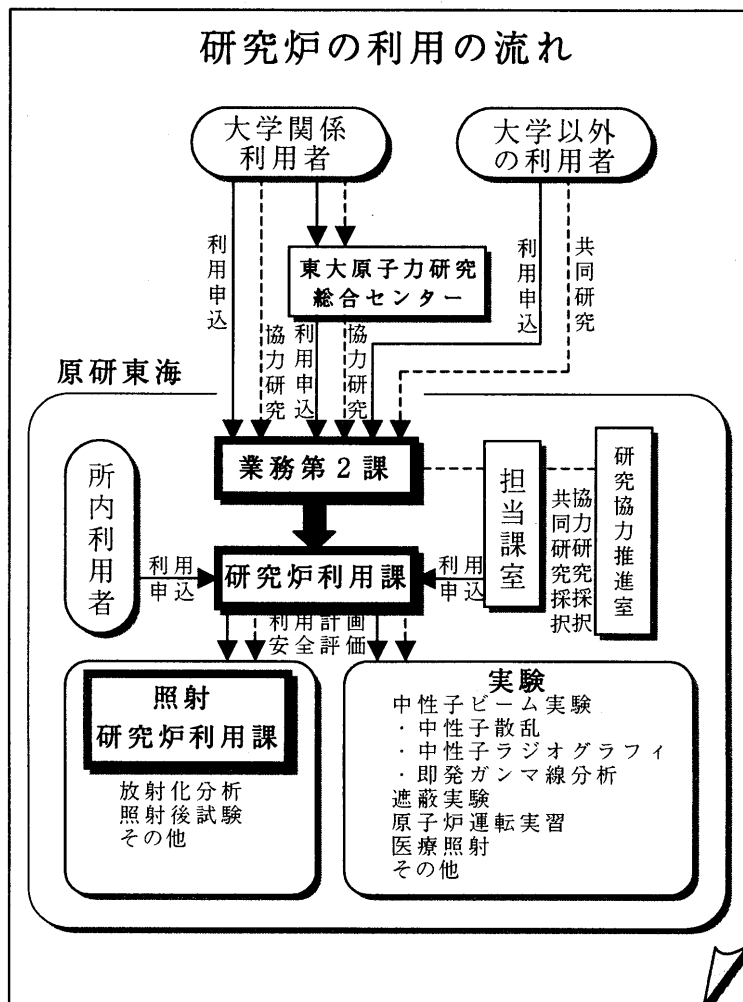 研究炉の利用の流れ
大学関係
利用者
大学以外
の利用者
利用申込
協力研究
東大原子力研究
総合センター
利用申込
協力研究
利用申込
共同研究
原研東海
業務第2課
所内利用者
利用
申込
研究炉利用課
利用
申込
担当課室
共同研究採択
協力研究採択
研究協力推進室
利用計画
安全評価
照射
研究炉利用課
放射化分析
照射後試験
その他
実験
中性子ビーム実験
・中性子散乱
・中性子ラジオグラフィ
・即発ガンマ線分析
遮蔽実験
原子炉運転実習
医療照射
その他